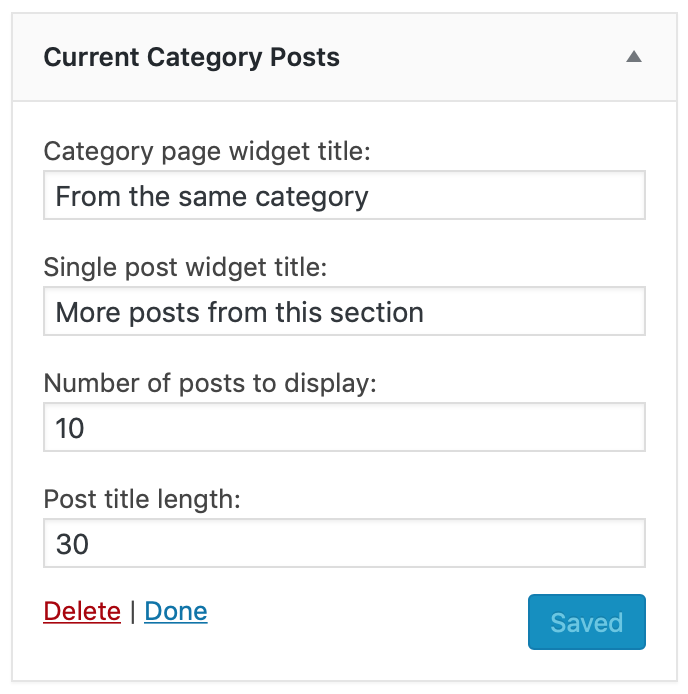 Current Category Posts
Category page widget title:
From the same category
Single post widget title:
More posts from this section
Number of posts to display:
10
Post title length:
30
Delete | Done
Saved